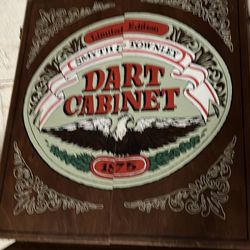 Limited Edition
SMYTH & TOWNLEY
DART
CABINET
1875